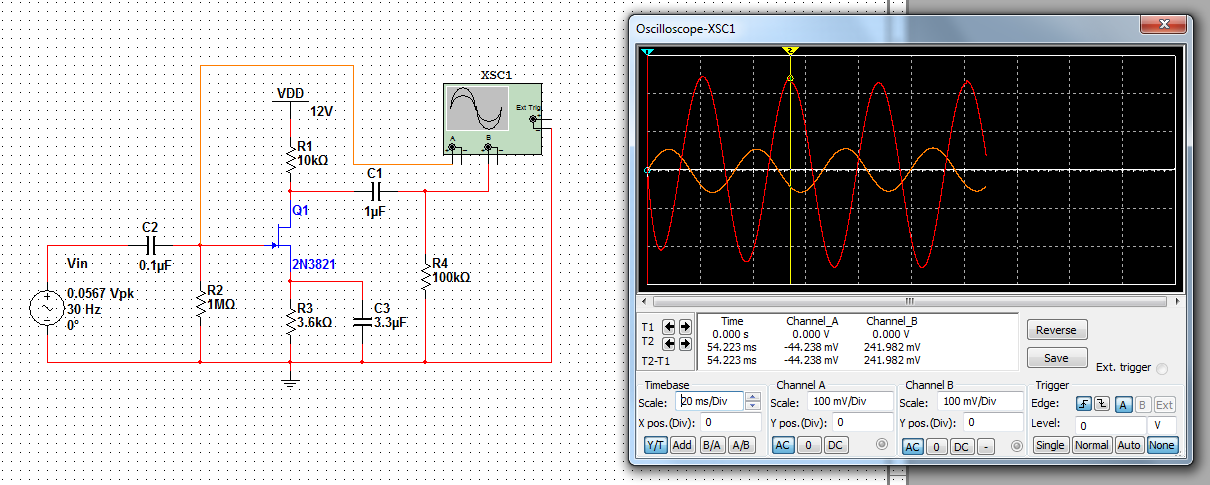 XSC1
Ext Trig
+
−
A
B
+ − + −
VDD
12V
R1
10kΩ
C1
1µF
Q1
2N3821
C2
0.1µF
Vin
0.0567 Vpk
30 Hz
0°
R2
1MΩ
R3
3.6kΩ
C3
3.3µF
R4
100kΩ
Oscilloscope-XSC1
1
2
Time Channel_A Channel_B
T1 0.000 s 0.000 V 0.000 V
T2 54.223 ms -44.238 mV 241.982 mV
T2-T1 54.223 ms -44.238 mV 241.982 mV
Reverse
Save
Ext. trigger
Timebase
Scale: 20 ms/Div
X pos.(Div): 0
Y/T Add B/A A/B
Channel A
Scale: 100 mV/Div
Y pos.(Div): 0
AC 0 DC
Channel B
Scale: 100 mV/Div
Y pos.(Div): 0
AC 0 DC -
Trigger
Edge: A B Ext
Level: 0 V
Single Normal Auto None